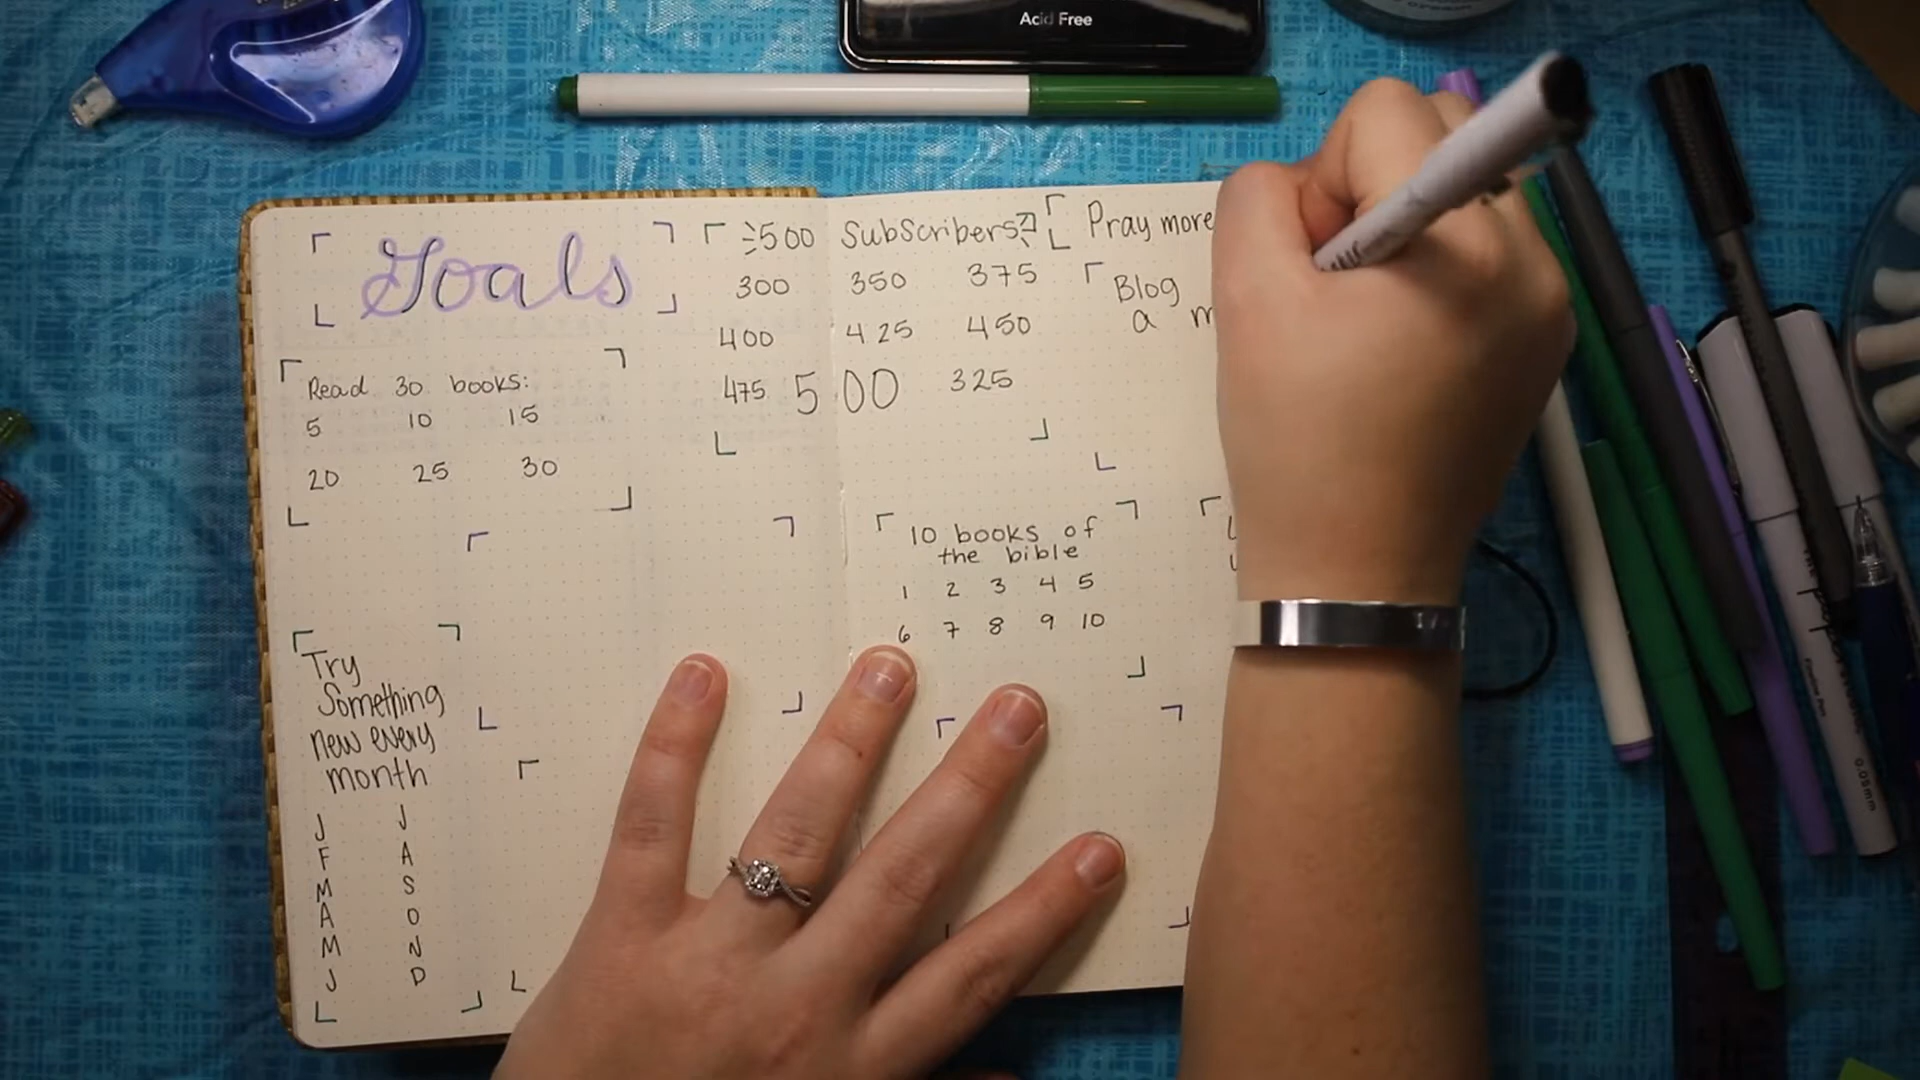 Acid Free
Goals
Read 30 books:
5 10 15
20 25 30
Try
Something
new every
month
J J
F A
M S
A O
M N
J D
500 Subscribers
300 350 375
400 425 450
475 500 325
Pray more
Blog
a
10 books of
the bible
1 2 3 4 5
6 7 8 9 10
0.05mm